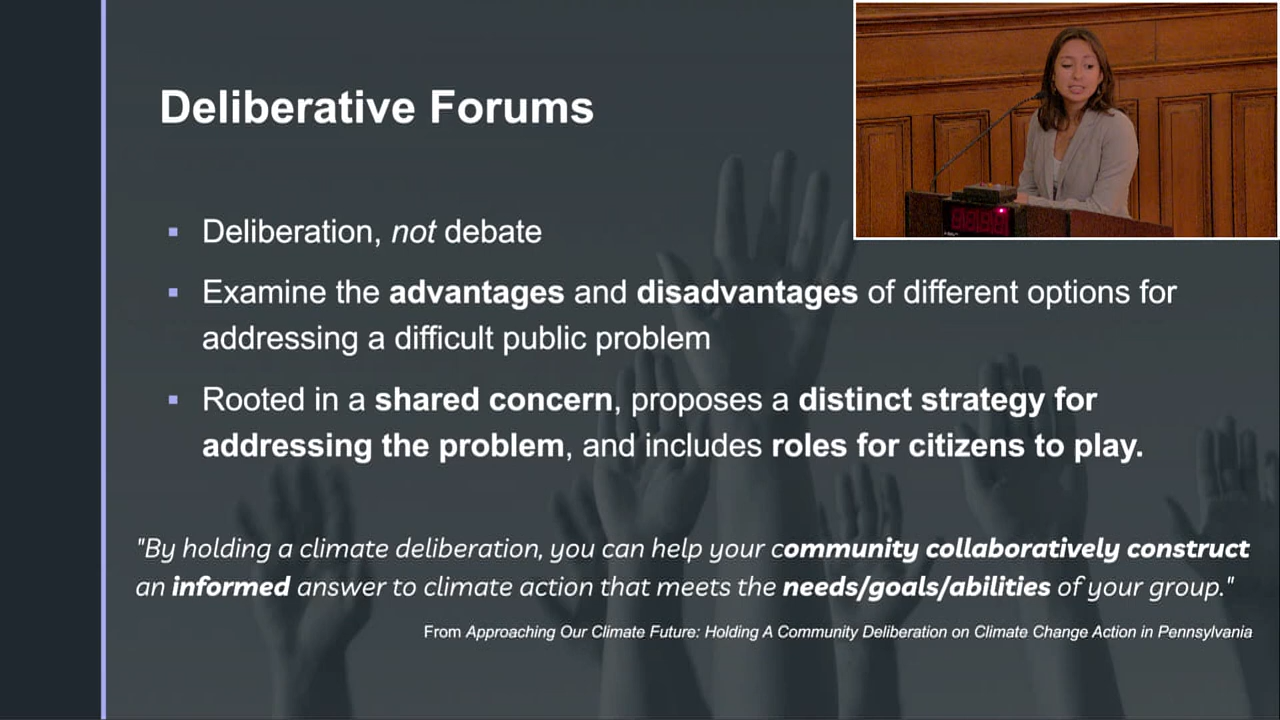 Deliberative Forums
Deliberation, not debate
Examine the advantages and disadvantages of different options for
addressing a difficult public problem
Rooted in a shared concern, proposes a distinct strategy for
addressing the problem, and includes roles for citizens to play.
"By holding a climate deliberation, you can help your community collaboratively construct
an informed answer to climate action that meets the needs/goals/abilities of your group."
From Approaching Our Climate Future: Holding A Community Deliberation on Climate Change Action in Pennsylvania